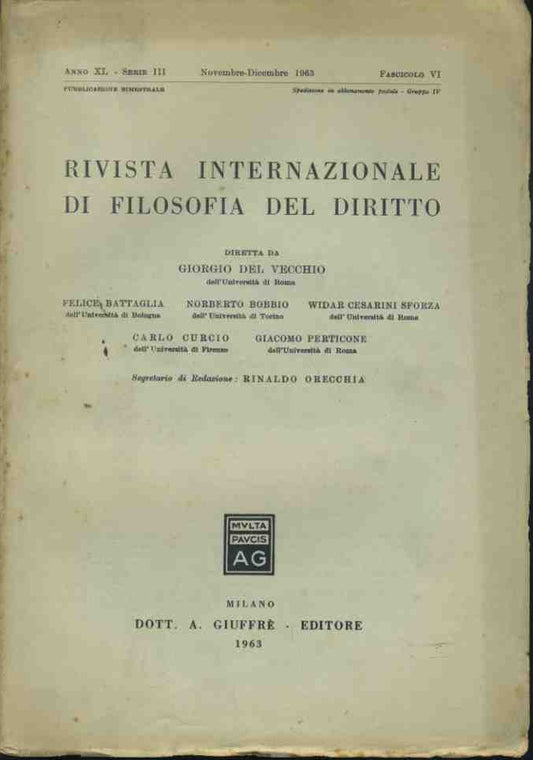 ANNO XL - SERIE III Novembre-Dicembre 1963 FASCICOLO VI
PUBBLICAZIONE BIMESTRALE Spedizione in abbonamento postale - Gruppo IV
RIVISTA INTERNAZIONALE
DI FILOSOFIA DEL DIRITTO
DIRETTA DA
GIORGIO DEL VECCHIO
dell'Università di Roma
FELICE BATTAGLIA NORBERTO BOBBIO WIDAR CESARINI SFORZA
dell'Università di Bologna dell'Università di Torino dell'Università di Roma
CARLO CURCIO GIACOMO PERTICONE
dell'Università di Firenze dell'Università di Roma
Segretario di Redazione: RINALDO ORECCHIA
MVLTA
PAVCIS
AG
MILANO
DOTT. A. GIUFFRÈ - EDITORE
1963